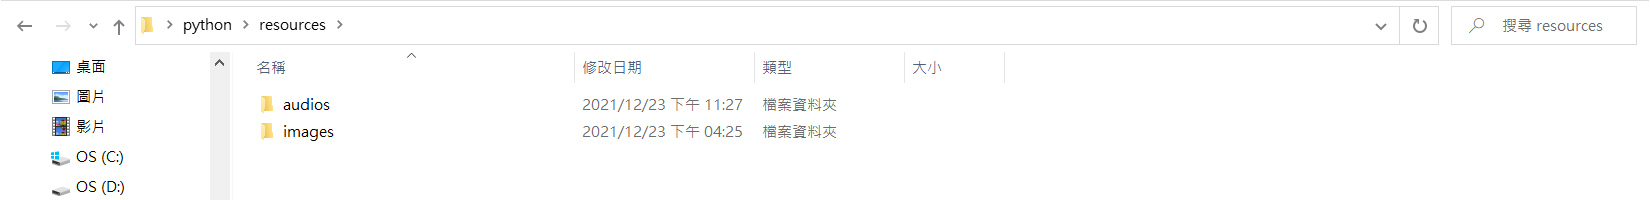 python > resources >
搜尋 resources
桌面
圖片
影片
OS (C:)
OS (D:)
名稱 修改日期 類型 大小
audios 2021/12/23 下午 11:27 檔案資料夾
images 2021/12/23 下午 04:25 檔案資料夾